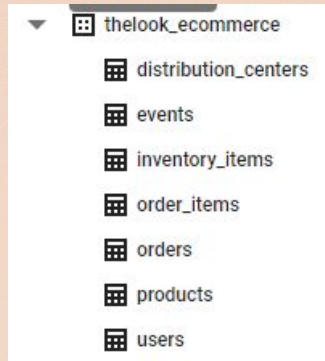 thelook_ecommerce
distribution_centers
events
inventory_items
order_items
orders
products
users